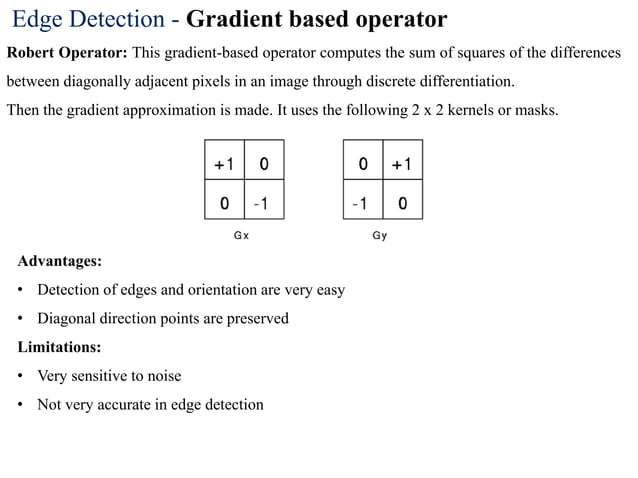 Edge Detection - Gradient based operator
Robert Operator: This gradient-based operator computes the sum of squares of the differences
between diagonally adjacent pixels in an image through discrete differentiation.
Then the gradient approximation is made. It uses the following 2 x 2 kernels or masks.
+1 0 0 +1
0 -1 -1 0
Gx Gy
Advantages:
• Detection of edges and orientation are very easy
• Diagonal direction points are preserved
Limitations:
• Very sensitive to noise
• Not very accurate in edge detection